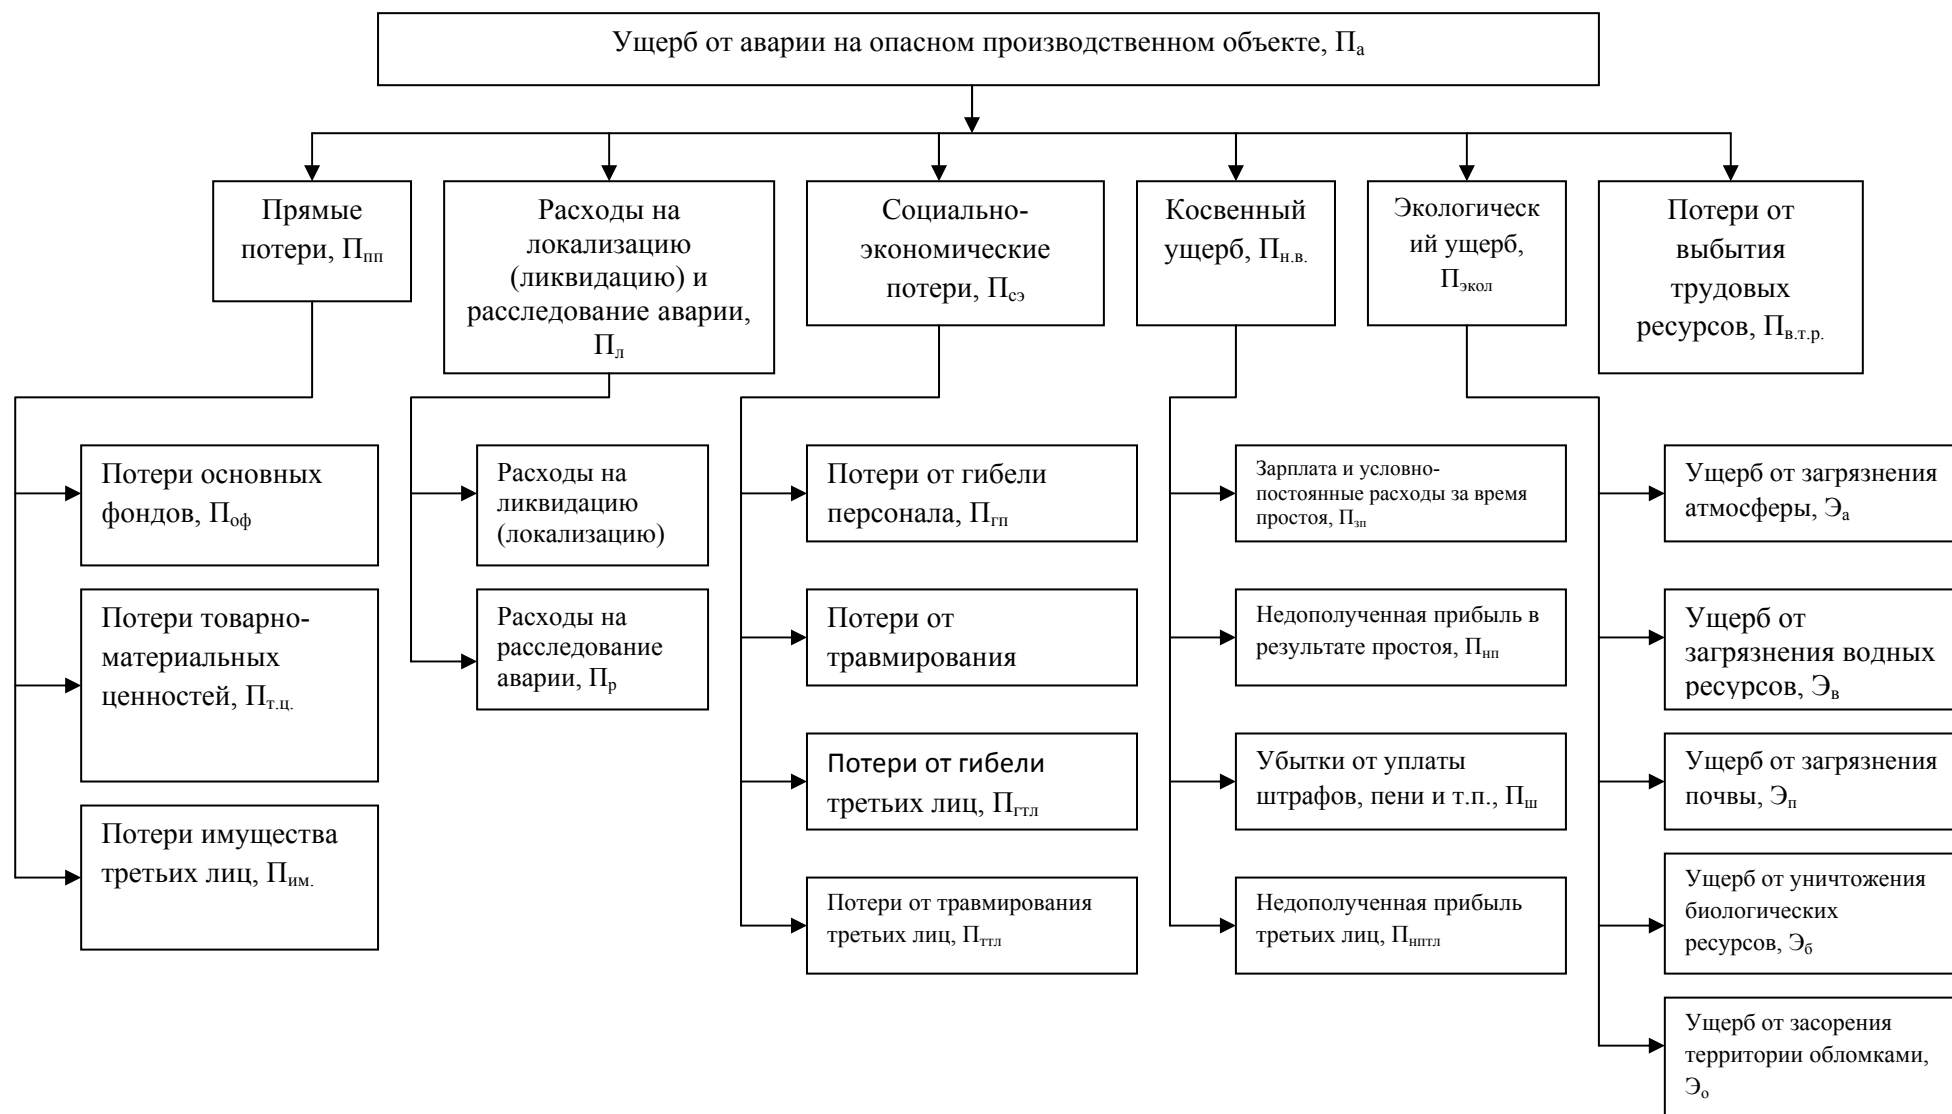 Ущерб от аварии на опасном производственном объекте, Пₐ
Прямые
потери, Ппп
Расходы на
локализацию
(ликвидацию) и
расследование аварии,
Пл
Социально-
экономические
потери, Псэ
Косвенный
ущерб, Пн.в.
Экологическ
ий ущерб,
Пэкол
Потери от
выбытия
трудовых
ресурсов, Пв.т.р.
Потери основных
фондов, Поф
Потери товарно-
материальных
ценностей, Пт.ц.
Потери имущества
третьих лиц, Пим.
Расходы на
ликвидацию
(локализацию)
Расходы на
расследование
аварии, Пр
Потери от гибели
персонала, Пгп
Потери от
травмирования
Потери от гибели
третьих лиц, Пгтл
Потери от травмирования
третьих лиц, Пттл
Зарплата и условно-
постоянные расходы за время
простоя, Пзп
Недополученная прибыль в
результате простоя, Пнп
Убытки от уплаты
штрафов, пени и т.п., Пш
Недополученная прибыль
третьих лиц, Пнптл
Ущерб от загрязнения
атмосферы, Эа
Ущерб от
загрязнения водных
ресурсов, Эв
Ущерб от загрязнения
почвы, Эп
Ущерб от уничтожения
биологических
ресурсов, Эб
Ущерб от засорения
территории обломками,
Эо